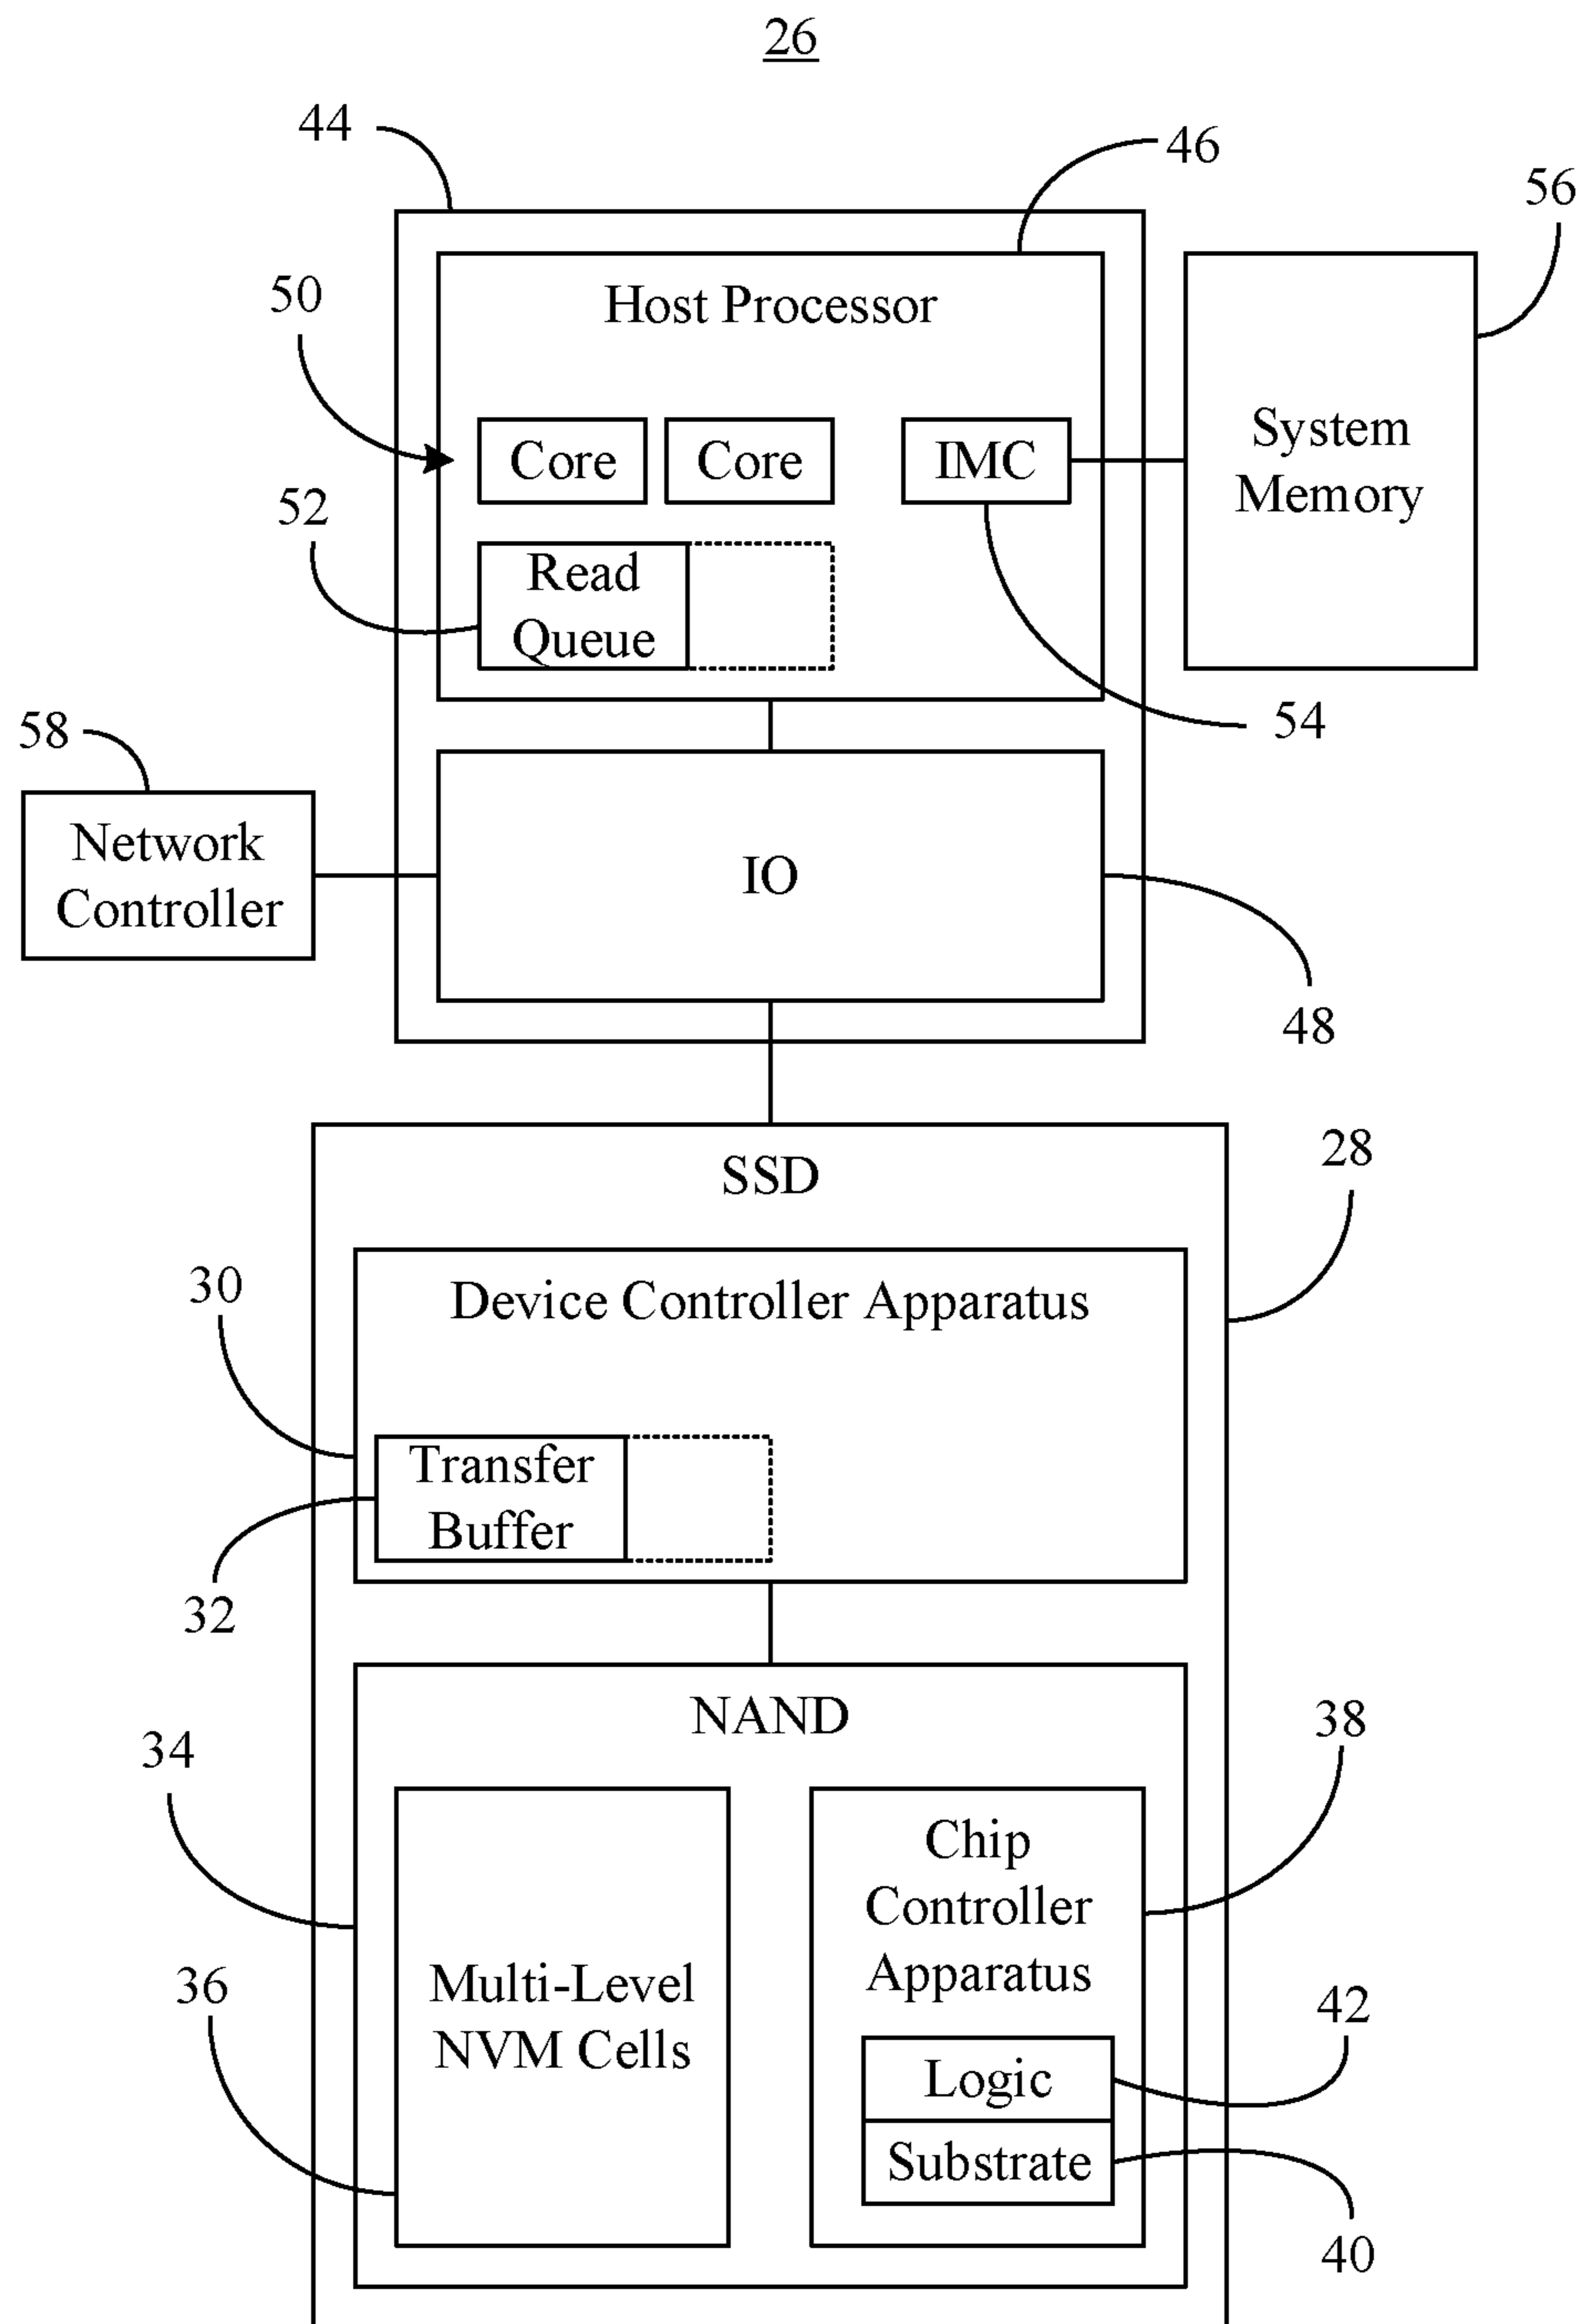 26
44
46
56
50
Host Processor
System
Memory
Core
Core
IMC
52
Read
Queue
54
58
Network
Controller
IO
48
SSD
28
30
Device Controller Apparatus
Transfer
Buffer
32
NAND
34
38
Chip
Controller
Apparatus
36
Multi-Level
NVM Cells
42
Logic
Substrate
40